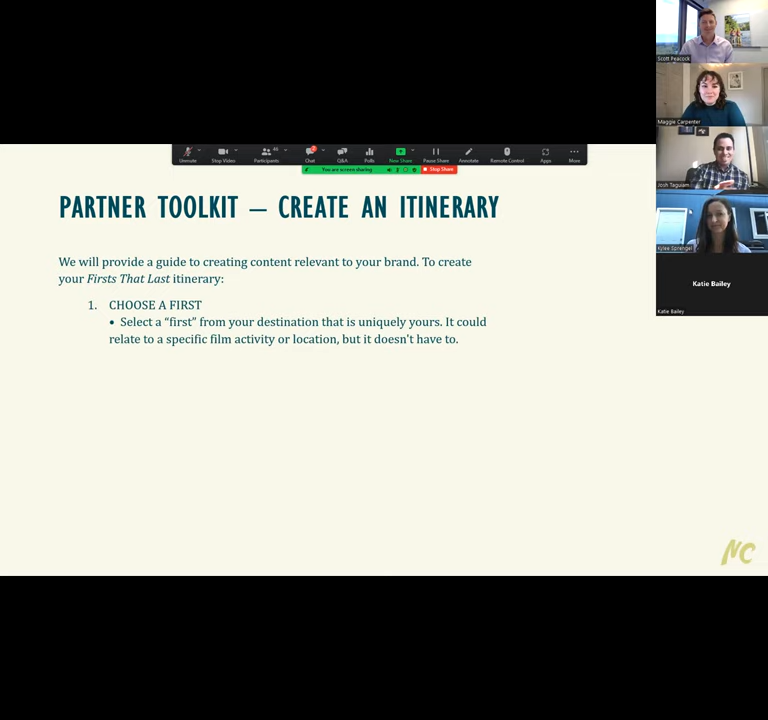 Scott Peacock
Maggie Carpenter
Josh Taguiam
Kylee Sprengel
Katie Bailey
Katie Bailey
Unmute
Stop Video
Participants
Chat
Q&A
Polls
New Share
Pause Share
Annotate
Remote Control
Apps
More
You are screen sharing
Stop Share
PARTNER TOOLKIT — CREATE AN ITINERARY
We will provide a guide to creating content relevant to your brand. To create
your Firsts That Last itinerary:
1. CHOOSE A FIRST
• Select a “first” from your destination that is uniquely yours. It could
relate to a specific film activity or location, but it doesn't have to.
NC